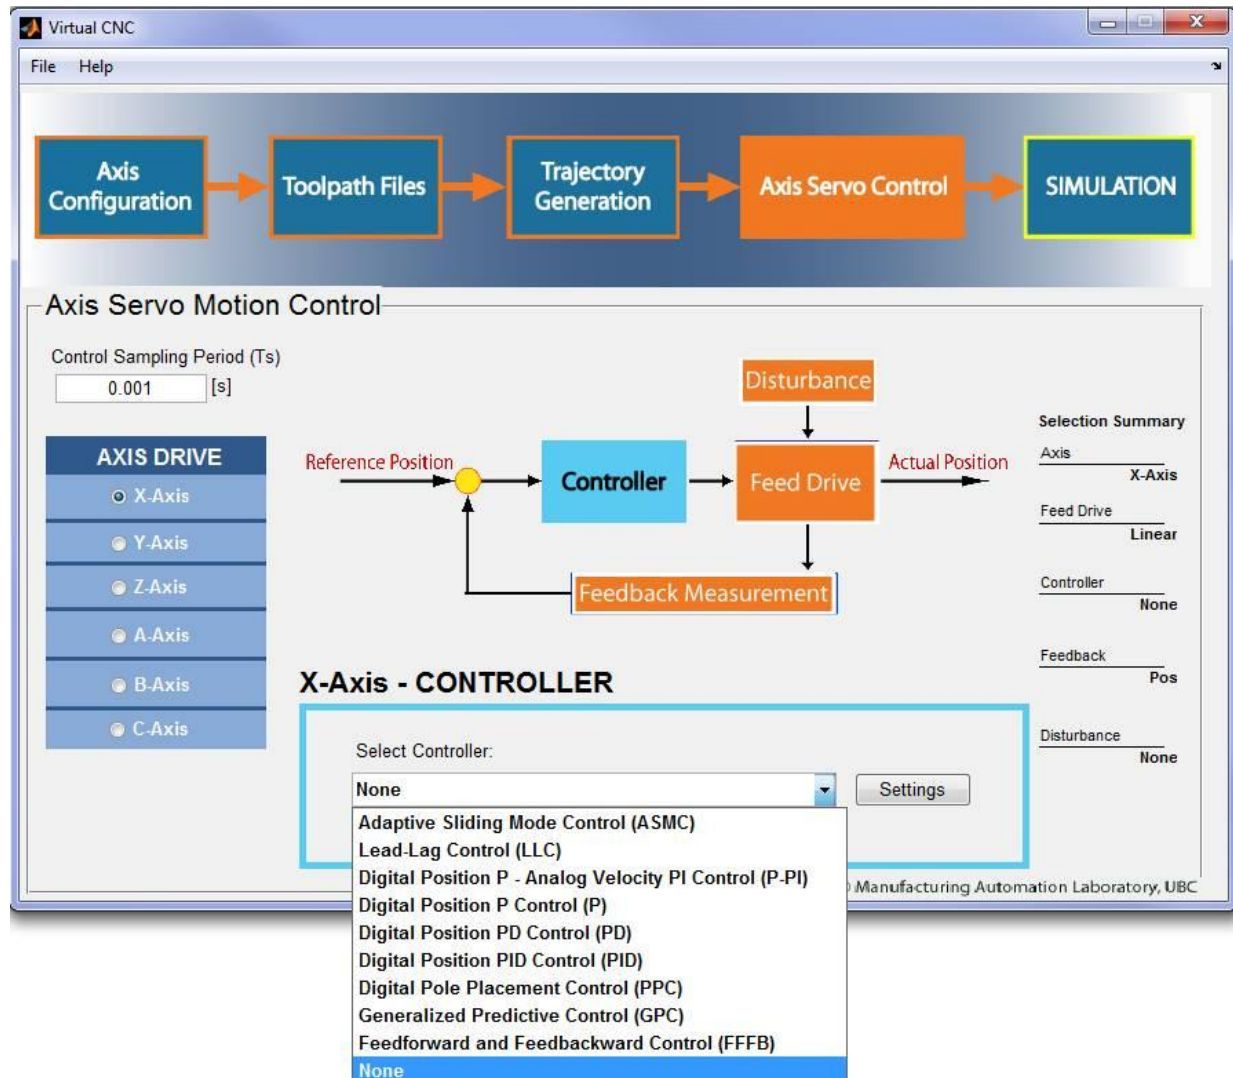 Virtual CNC
File Help
Axis
Configuration
Toolpath Files
Trajectory
Generation
Axis Servo Control
SIMULATION
Axis Servo Motion Control
Control Sampling Period (Ts)
0.001 [s]
AXIS DRIVE
X-Axis
Y-Axis
Z-Axis
A-Axis
B-Axis
C-Axis
Disturbance
Reference Position
Controller
Feed Drive
Actual Position
Feedback Measurement
Selection Summary
Axis
X-Axis
Feed Drive
Linear
Controller
None
Feedback
Pos
Disturbance
None
X-Axis - CONTROLLER
Select Controller:
None
Settings
Adaptive Sliding Mode Control (ASMC)
Lead-Lag Control (LLC)
Digital Position P - Analog Velocity PI Control (P-PI)
Digital Position P Control (P)
Digital Position PD Control (PD)
Digital Position PID Control (PID)
Digital Pole Placement Control (PPC)
Generalized Predictive Control (GPC)
Feedforward and Feedbackward Control (FFFB)
None
Manufacturing Automation Laboratory, UBC